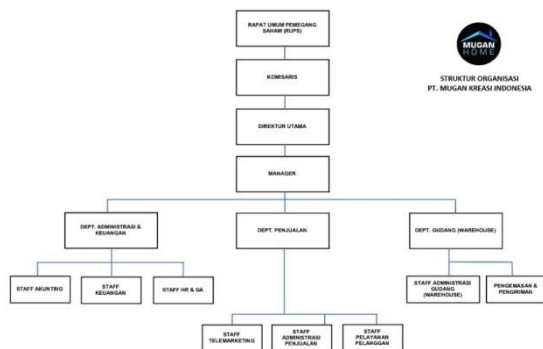 RAPAT UMUM PEMEGANG
SAHAM (RUPS)
MUGAN
HOME
STRUKTUR ORGANISASI
PT. MUGAN KREASI INDONESIA
KOMISARIS
DIREKTUR UTAMA
MANAGER
DEPT. ADMINISTRASI &
KEUANGAN
DEPT. PENJUALAN
DEPT. GUDANG (WAREHOUSE)
STAFF AKUNTING
STAFF
KEUANGAN
STAFF HR & GA
STAFF ADMINISTRASI
GUDANG
(WAREHOUSE)
PENGEMASAN &
PENGIRIMAN
STAFF
TELEMARKETING
STAFF
ADMINISTRASI
PENJUALAN
STAFF
PELAYANAN
PELANGGAN